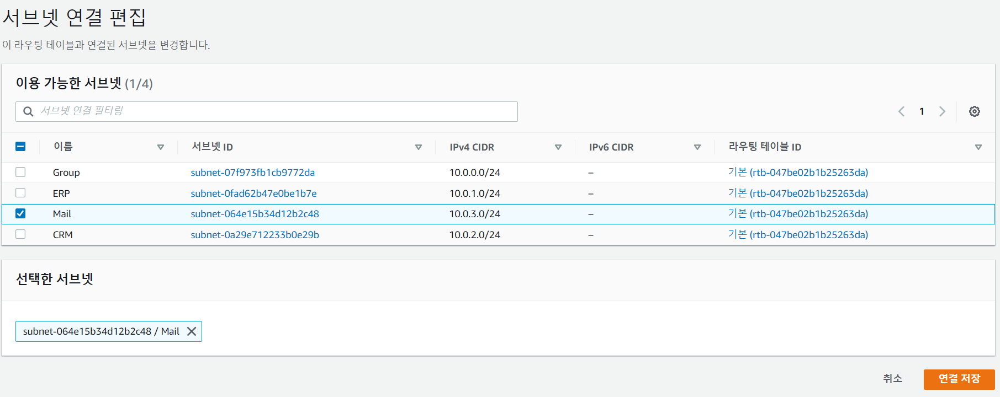 서브넷 연결 편집
이 라우팅 테이블과 연결된 서브넷을 변경합니다.
이용 가능한 서브넷 (1/4)
서브넷 연결 필터링
1
이름 서브넷 ID IPv4 CIDR IPv6 CIDR 라우팅 테이블 ID
Group subnet-07f973fb1cb9772da 10.0.0.0/24 – 기본 (rtb-047be02b1b25263da)
ERP subnet-0fad62b47e0be1b7e 10.0.1.0/24 – 기본 (rtb-047be02b1b25263da)
Mail subnet-064e15b34d12b2c48 10.0.3.0/24 – 기본 (rtb-047be02b1b25263da)
CRM subnet-0a29e712233b0e29b 10.0.2.0/24 – 기본 (rtb-047be02b1b25263da)
선택한 서브넷
subnet-064e15b34d12b2c48 / Mail
취소 연결 저장